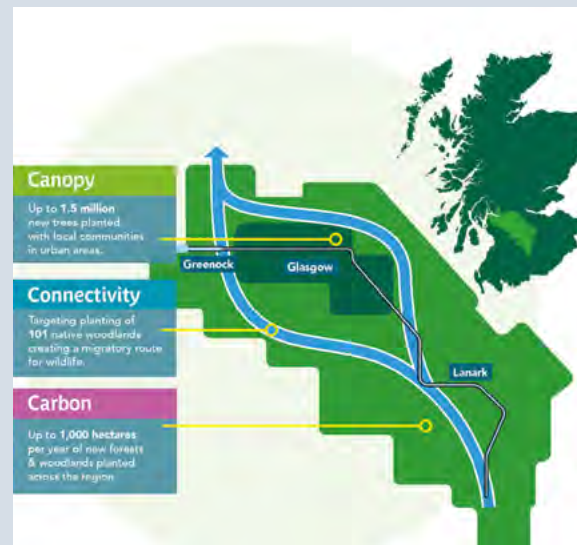 Canopy
Up to 1.5 million
new trees planted
with local communities
in urban areas.
Greenock
Glasgow
Connectivity
Targeting planting of
101 native woodlands
creating a migratory route
for wildlife.
Lanark
Carbon
Up to 1,000 hectares
per year of new forests
& woodlands planted
across the region